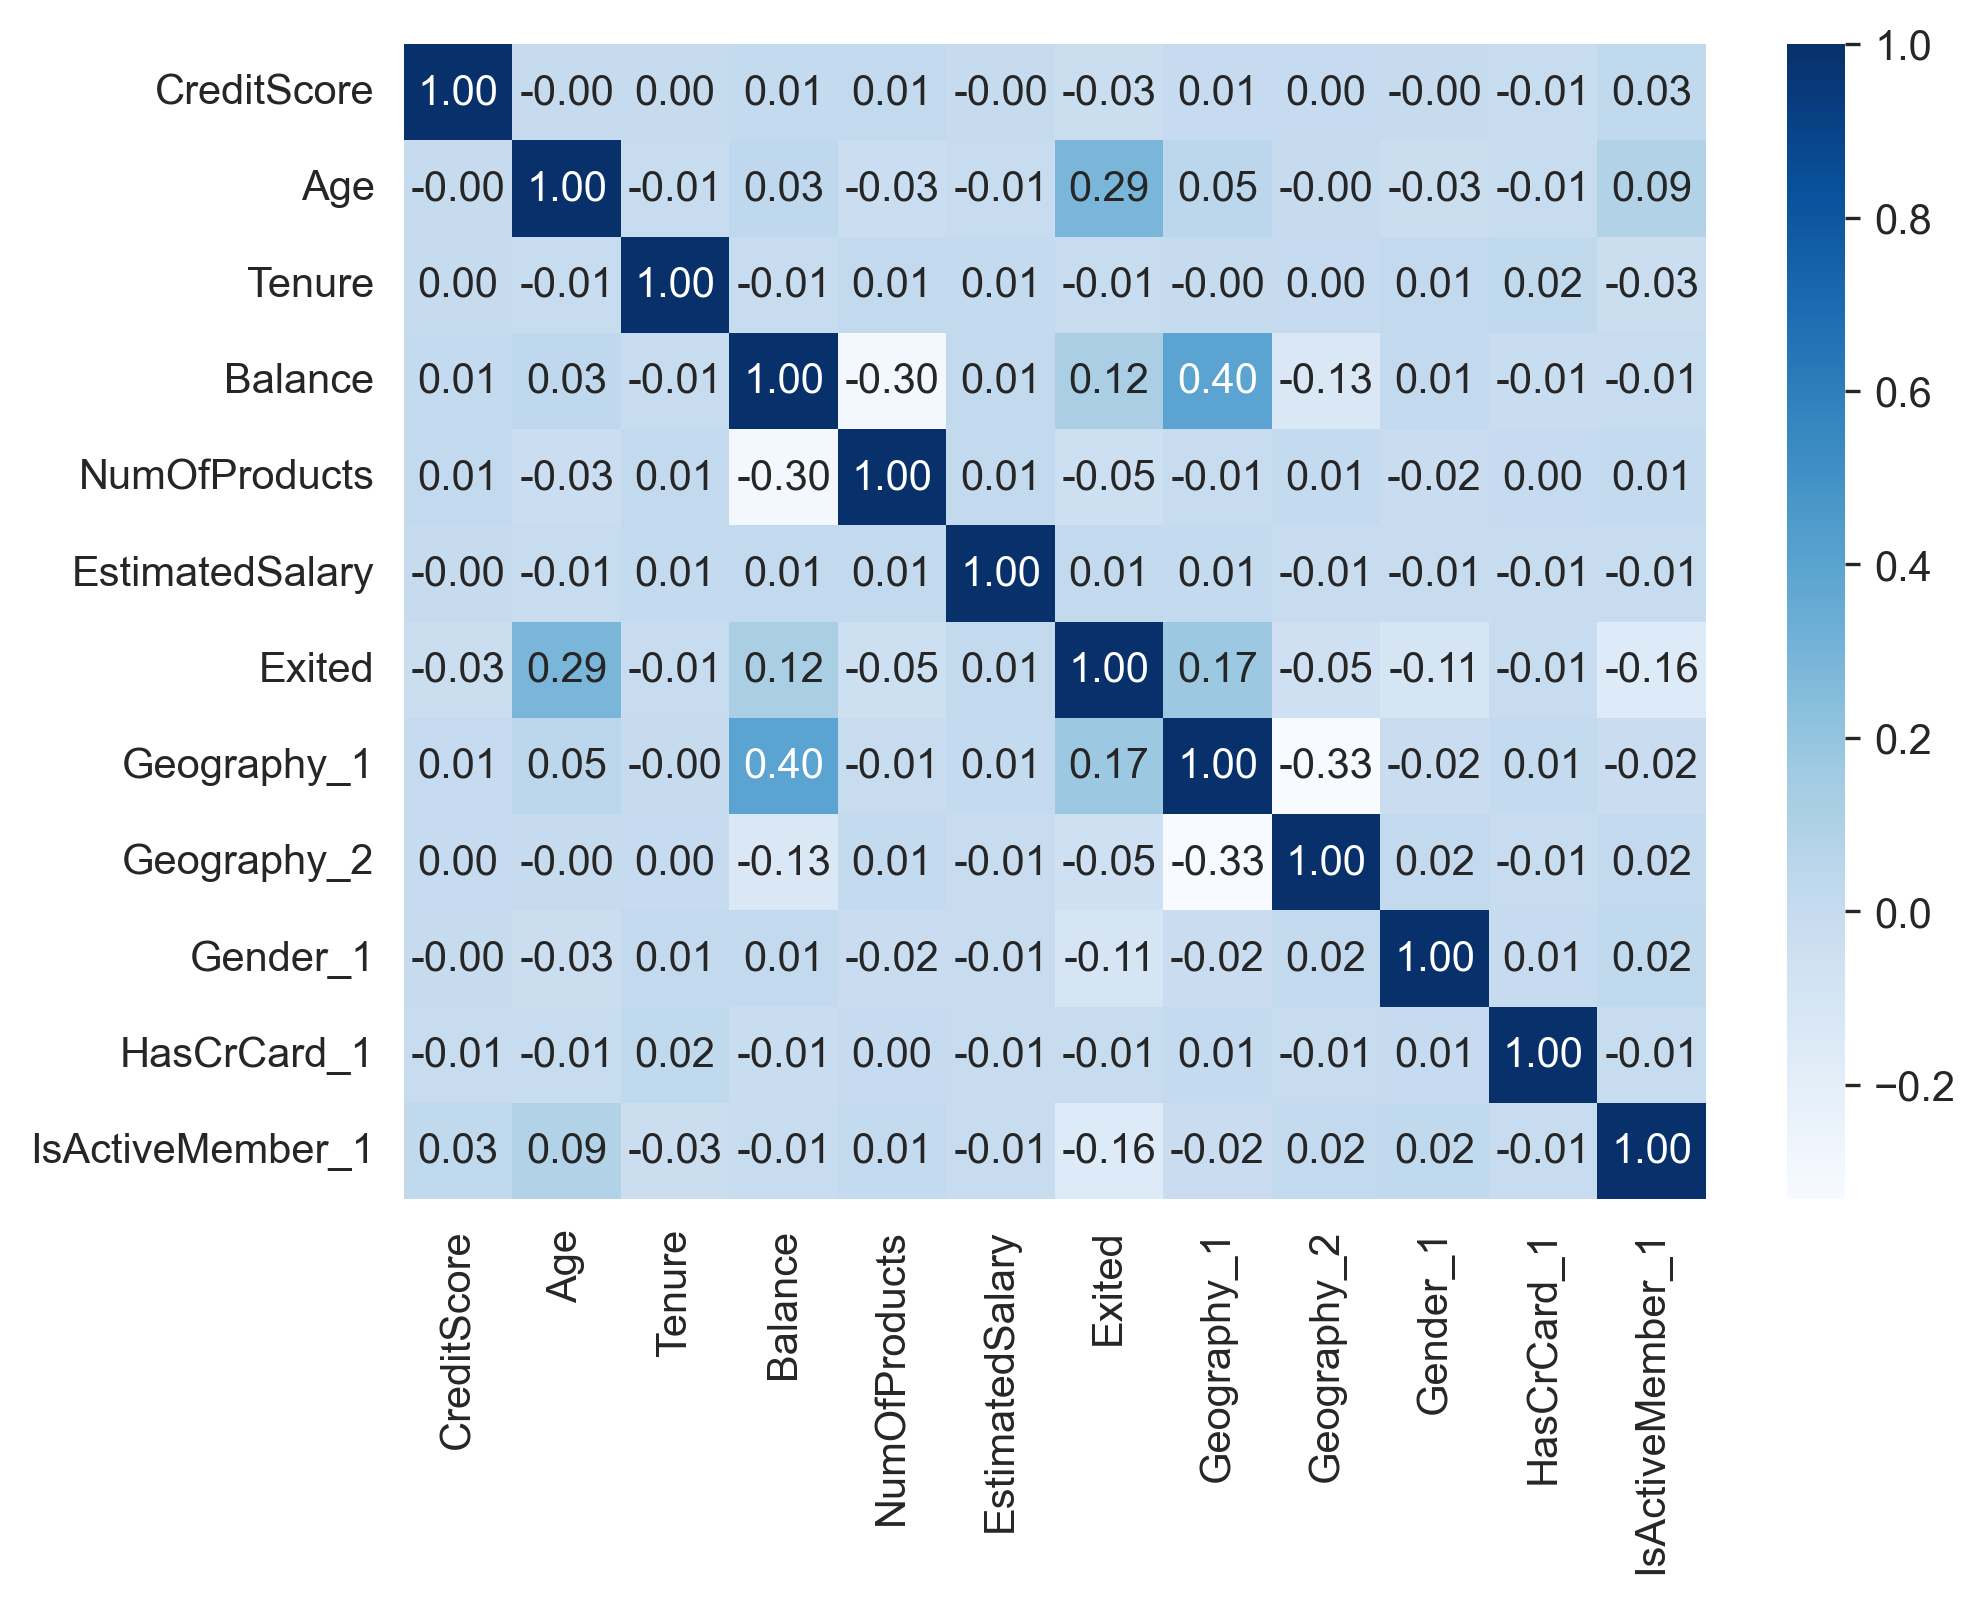 CreditScore 1.00 -0.00 0.00 0.01 0.01 -0.00 -0.03 0.01 0.00 -0.00 -0.01 0.03
Age -0.00 1.00 -0.01 0.03 -0.03 -0.01 0.29 0.05 -0.00 -0.03 -0.01 0.09
Tenure 0.00 -0.01 1.00 -0.01 0.01 0.01 -0.01 -0.00 0.00 0.01 0.02 -0.03
Balance 0.01 0.03 -0.01 1.00 -0.30 0.01 0.12 0.40 -0.13 0.01 -0.01 -0.01
NumOfProducts 0.01 -0.03 0.01 -0.30 1.00 0.01 -0.05 -0.01 0.01 -0.02 0.00 0.01
EstimatedSalary -0.00 -0.01 0.01 0.01 0.01 1.00 0.01 0.01 -0.01 -0.01 -0.01 -0.01
Exited -0.03 0.29 -0.01 0.12 -0.05 0.01 1.00 0.17 -0.05 -0.11 -0.01 -0.16
Geography_1 0.01 0.05 -0.00 0.40 -0.01 0.01 0.17 1.00 -0.33 -0.02 0.01 -0.02
Geography_2 0.00 -0.00 0.00 -0.13 0.01 -0.01 -0.05 -0.33 1.00 0.02 -0.01 0.02
Gender_1 -0.00 -0.03 0.01 0.01 -0.02 -0.01 -0.11 -0.02 0.02 1.00 0.01 0.02
HasCrCard_1 -0.01 -0.01 0.02 -0.01 0.00 -0.01 -0.01 0.01 -0.01 0.01 1.00 -0.01
IsActiveMember_1 0.03 0.09 -0.03 -0.01 0.01 -0.01 -0.16 -0.02 0.02 0.02 -0.01 1.00
CreditScore
Age
Tenure
Balance
NumOfProducts
EstimatedSalary
Exited
Geography_1
Geography_2
Gender_1
HasCrCard_1
IsActiveMember_1
1.0
0.8
0.6
0.4
0.2
0.0
−0.2